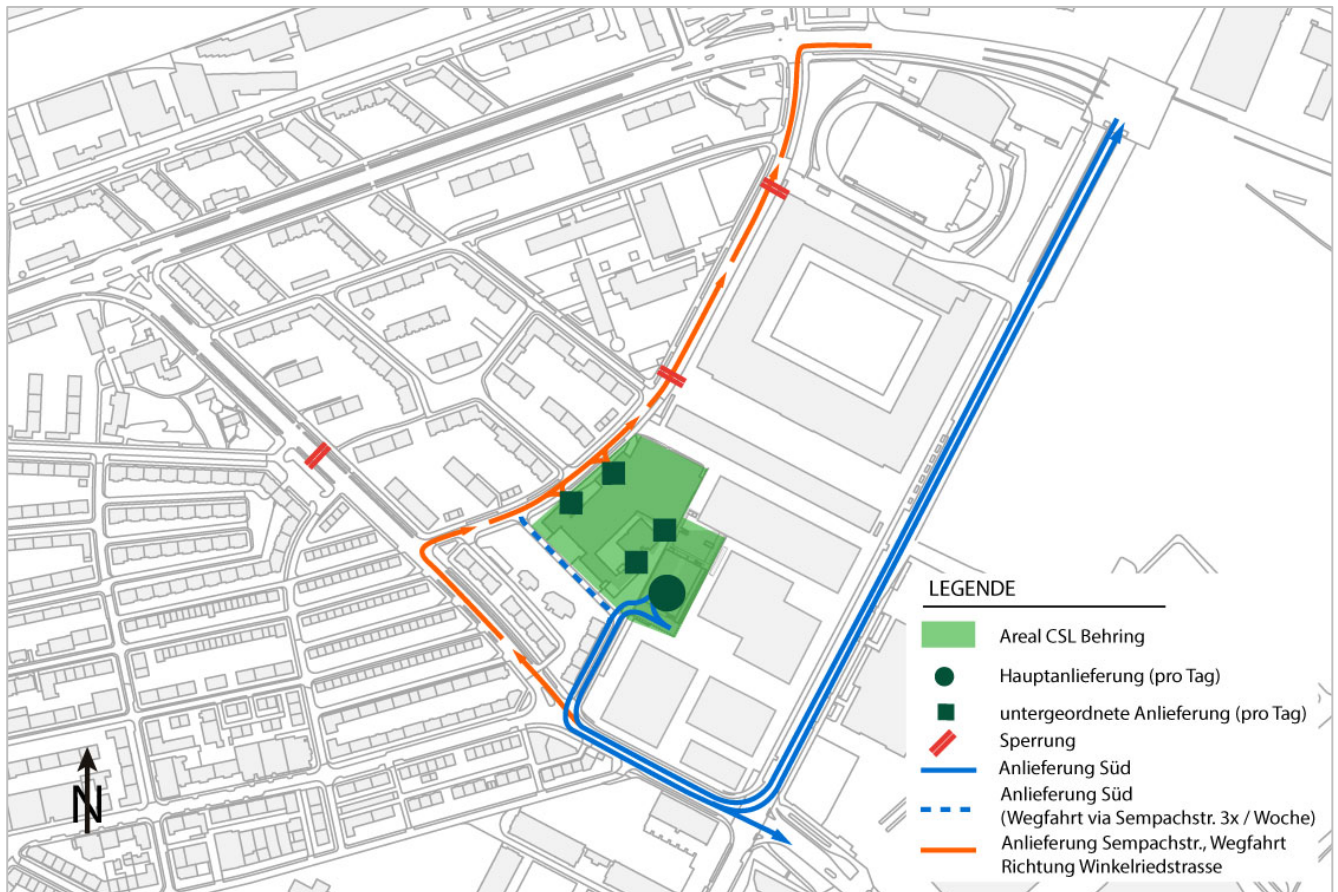 N
LEGENDE
Areal CSL Behring
Hauptanlieferung (pro Tag)
untergeordnete Anlieferung (pro Tag)
Sperrung
Anlieferung Süd
Anlieferung Süd
(Wegfahrt via Sempachstr. 3x / Woche)
Anlieferung Sempachstr., Wegfahrt
Richtung Winkelriedstrasse